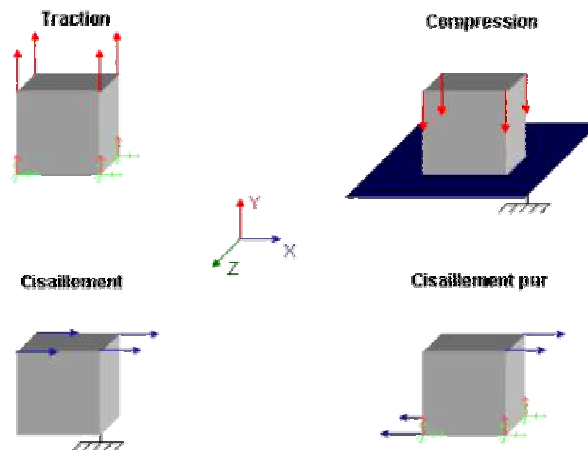 Traction
Compression
Y
X
Z
Cisaillement
Cisaillement pur